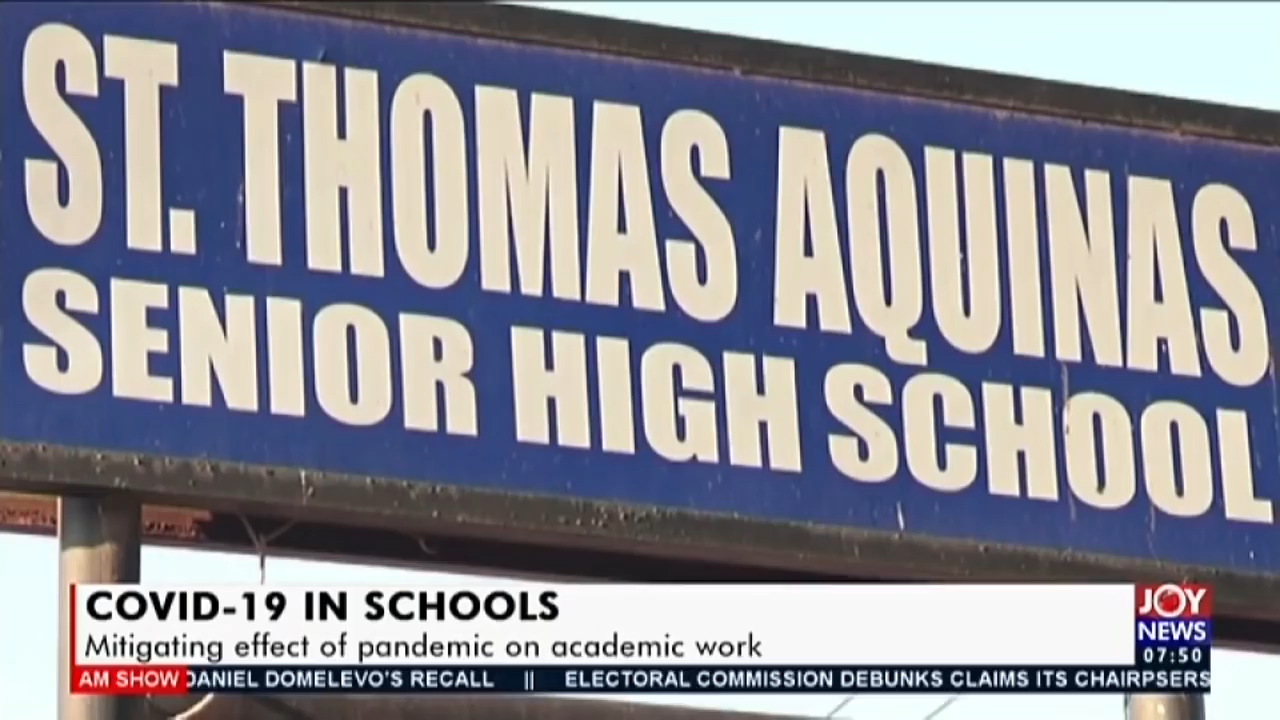 ST. THOMAS AQUINAS
SENIOR HIGH SCHOOL
COVID-19 IN SCHOOLS
Mitigating effect of pandemic on academic work
JOY
NEWS
07:50
AM SHOW DANIEL DOMELEVO'S RECALL || ELECTORAL COMMISSION DEBUNKS CLAIMS ITS CHAIRPERS